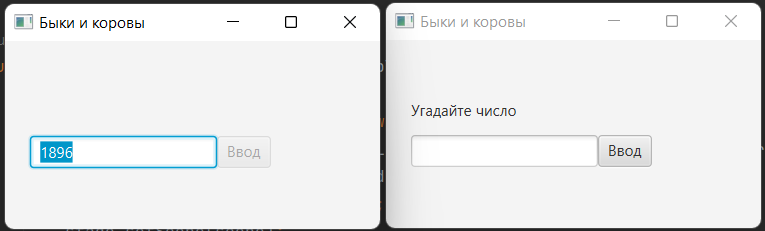 Быки и коровы
1896 Ввод
Быки и коровы
Угадайте число
Ввод